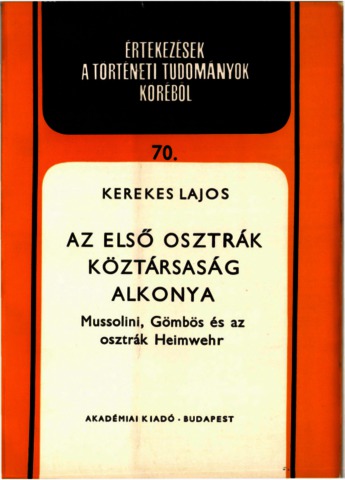 ÉRTEKEZÉSEK
A TÖRTÉNETI TUDOMÁNYOK
KÖRÉBŐL
70.
KEREKES LAJOS
AZ ELSŐ OSZTRÁK
KÖZTÁRSASÁG
ALKONYA
Mussolini, Gömbös és az
osztrák Heimwehr
AKADÉMIAI KIADÓ · BUDAPEST